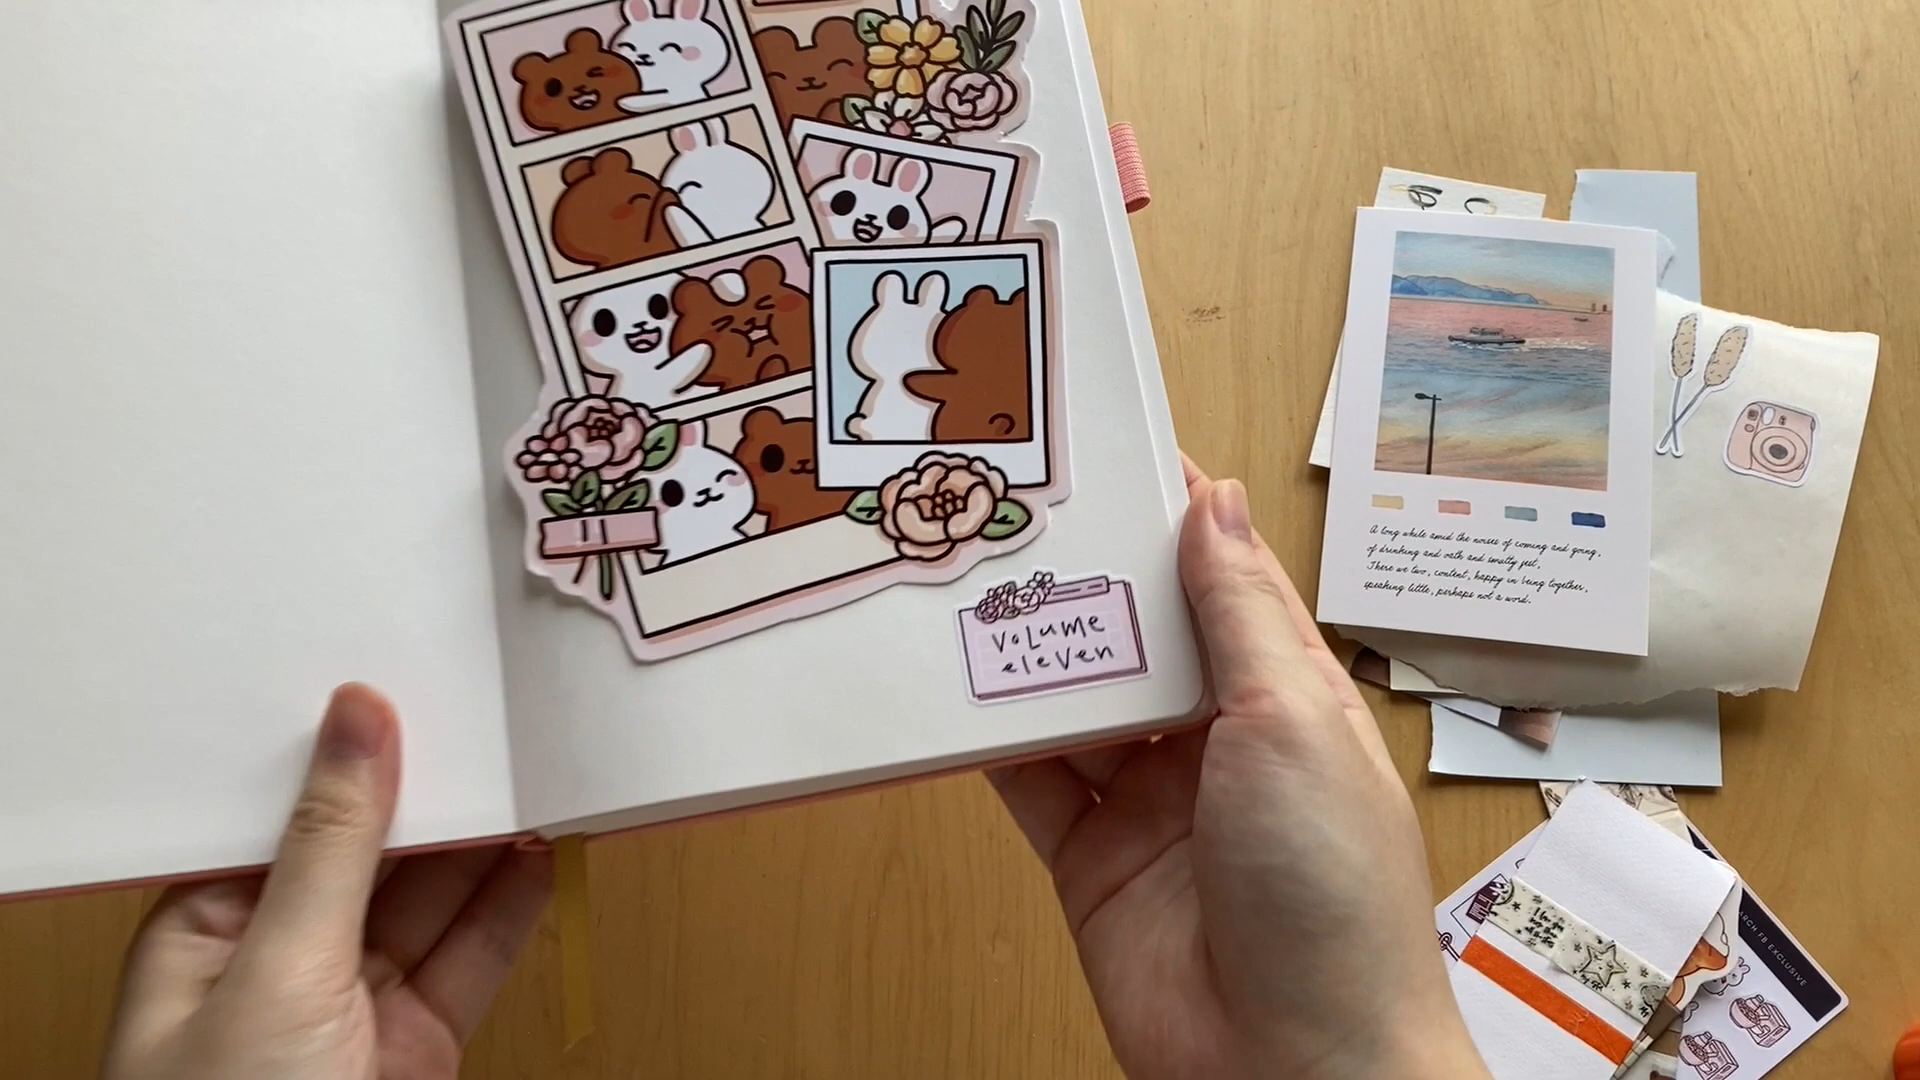 VoLume
eleven
A long while amid the noises of coming and going,
of drinking and oath and smutty jest,
There we two, content, happy in being together,
speaking little, perhaps not a word.
ARCH FB EXCLUSIVE